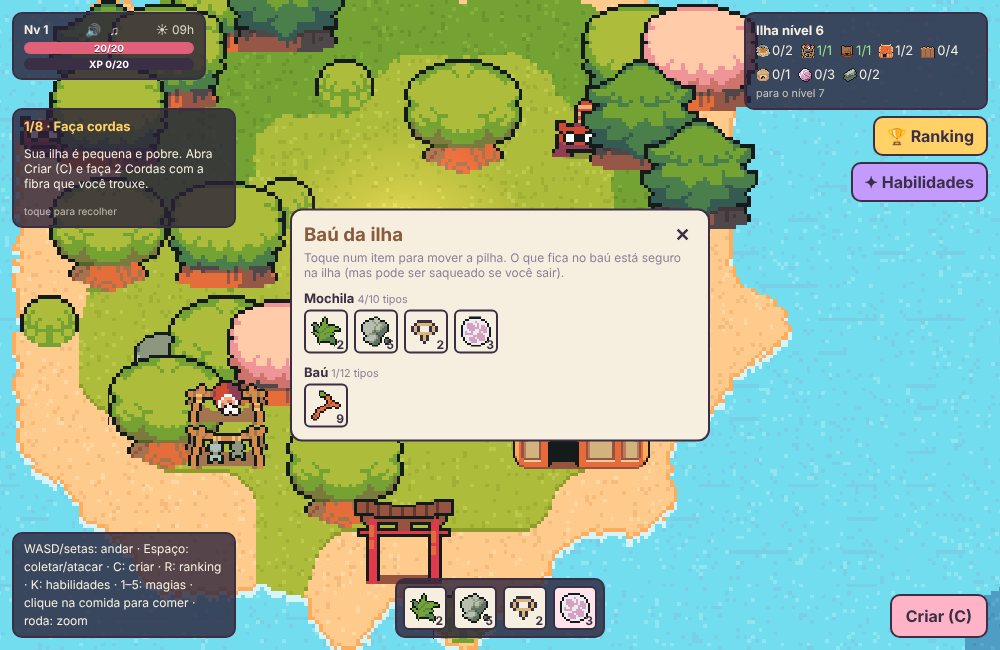 Nv 1 ☀ 09h
20/20
XP 0/20
1/8 · Faça cordas
Sua ilha é pequena e pobre. Abra
Criar (C) e faça 2 Cordas com a
fibra que você trouxe.
toque para recolher
Ilha nível 6
0/2 1/1 1/1 1/2 0/4
0/1 0/3 0/2
para o nível 7
🏆 Ranking
✦ Habilidades
Baú da ilha ✕
Toque num item para mover a pilha. O que fica no baú está seguro
na ilha (mas pode ser saqueado se você sair).
Mochila 4/10 tipos
2 5 2 3
Baú 1/12 tipos
9
WASD/setas: andar · Espaço:
coletar/atacar · C: criar · R: ranking
· K: habilidades · 1–5: magias ·
clique na comida para comer ·
roda: zoom
2 5 2 3
Criar (C)